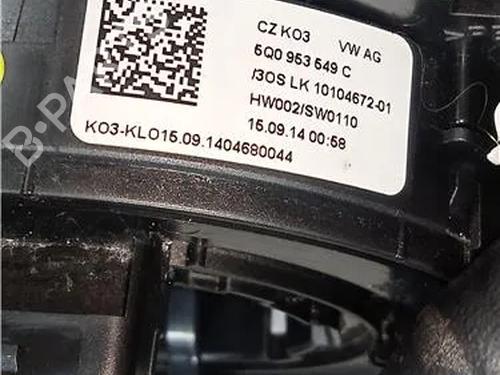 CZ KO3 VW AG
5Q0 953 549 C
/3OS LK 10104672-01
HW002/SW0110
15.09.14 00:58
KO3-KLO15.09.1404680044
B-PA